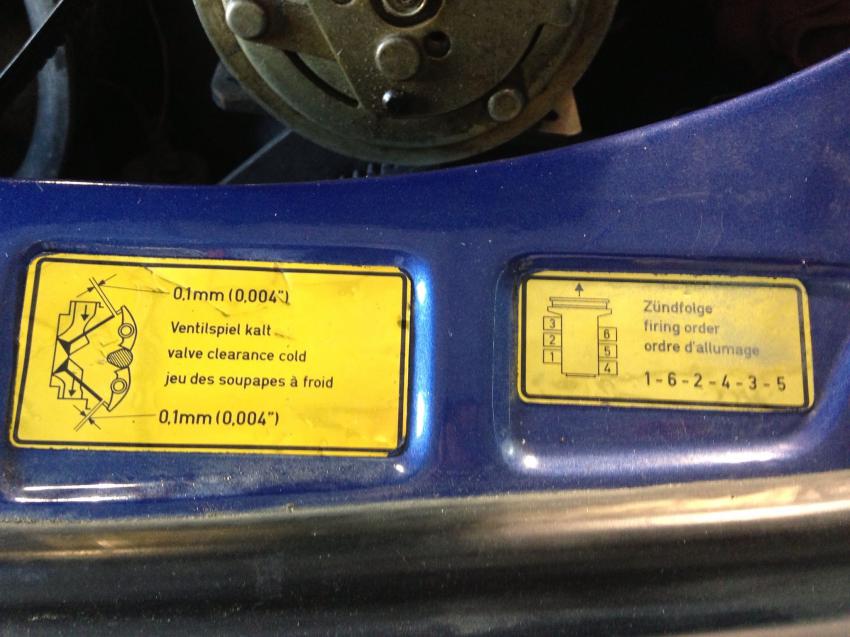 0,1mm (0,004")
Ventilspiel kalt
valve clearance cold
jeu des soupapes à froid
0,1mm (0,004")
3
2
1
6
5
4
Zündfolge
firing order
ordre d'allumage
1-6-2-4-3-5